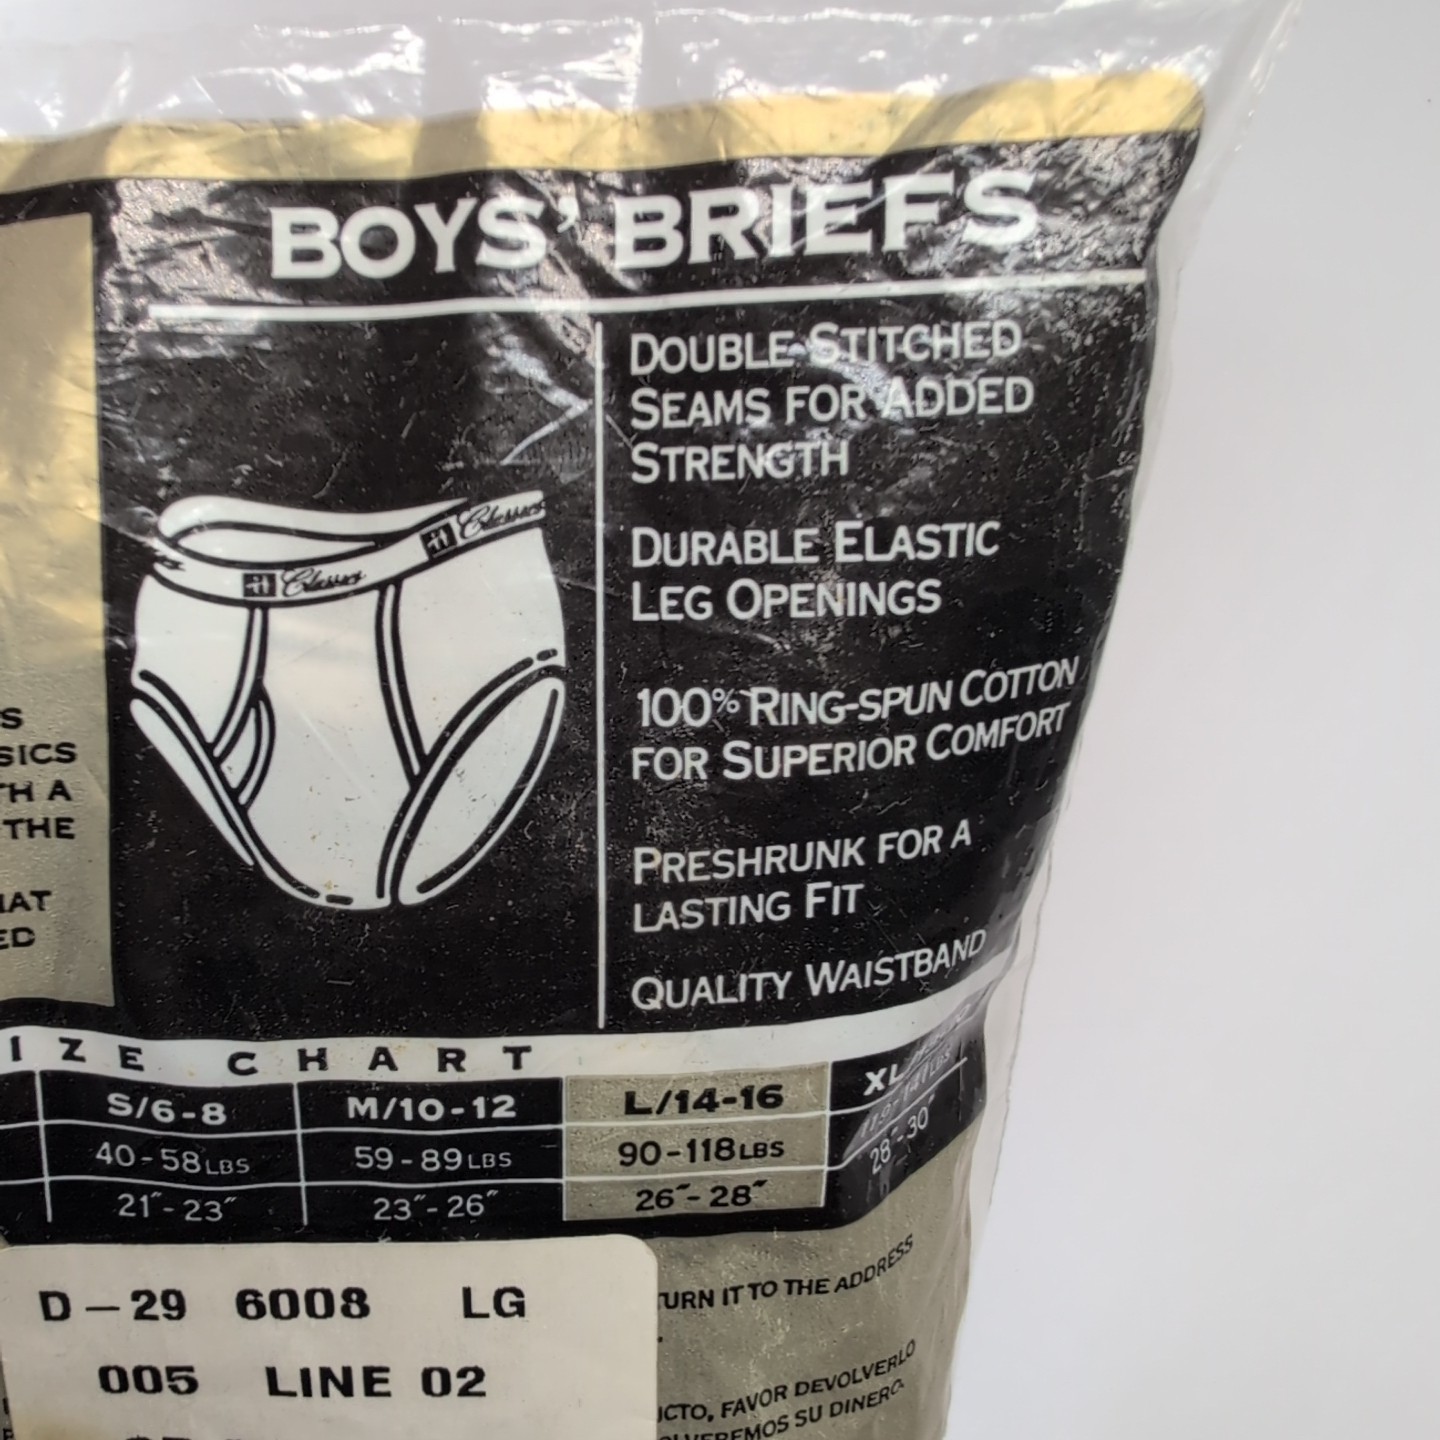 BOYS' BRIEFS
DOUBLE-STITCHED
SEAMS FOR ADDED
STRENGTH
DURABLE ELASTIC
LEG OPENINGS
100% RING-SPUN COTTON
FOR SUPERIOR COMFORT
PRESHRUNK FOR A
LASTING FIT
QUALITY WAISTBAND
H Classics
H Classics
S
SICS
TH A
THE
HAT
ED
IZE CHART
S/6-8 M/10-12 L/14-16 XL
40-58LBS 59-89LBS 90-118LBS
21"-23" 23"-26" 26"-28" 28"-30"
D-29 6008 LG
005 LINE 02
TURN IT TO THE ADDRESS
UCTO, FAVOR DEVOLVERLO
OLVEREMOS SU DINERO.